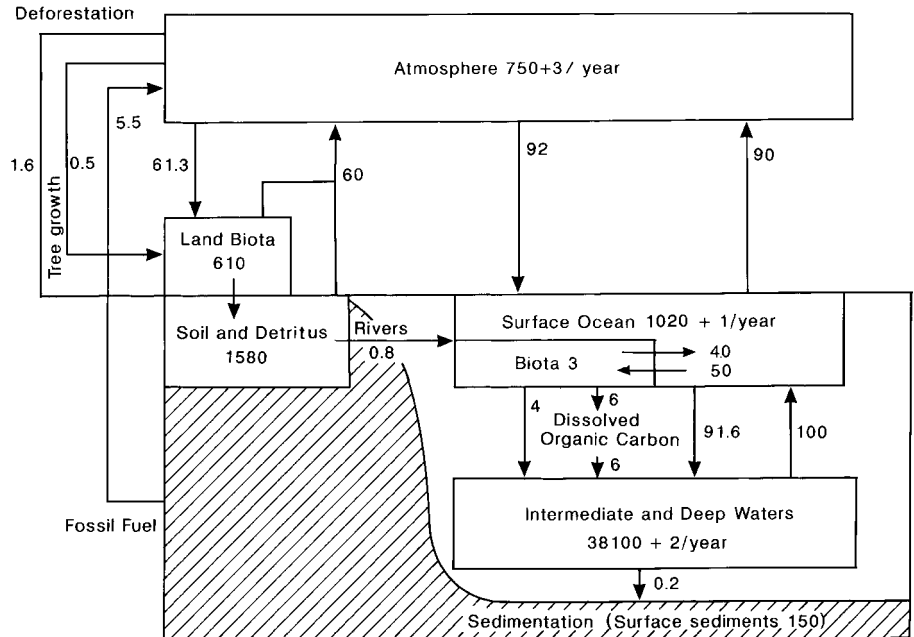 Deforestation
Atmosphere 750+3/ year
5.5
1.6
0.5
61.3
60
92
90
Tree growth
Land Biota
610
Soil and Detritus
1580
Rivers
0.8
Surface Ocean 1020 + 1/year
Biota 3
40
50
4
6
Dissolved
Organic Carbon
91.6
100
6
Fossil Fuel
Intermediate and Deep Waters
38100 + 2/year
0.2
Sedimentation (Surface sediments 150)